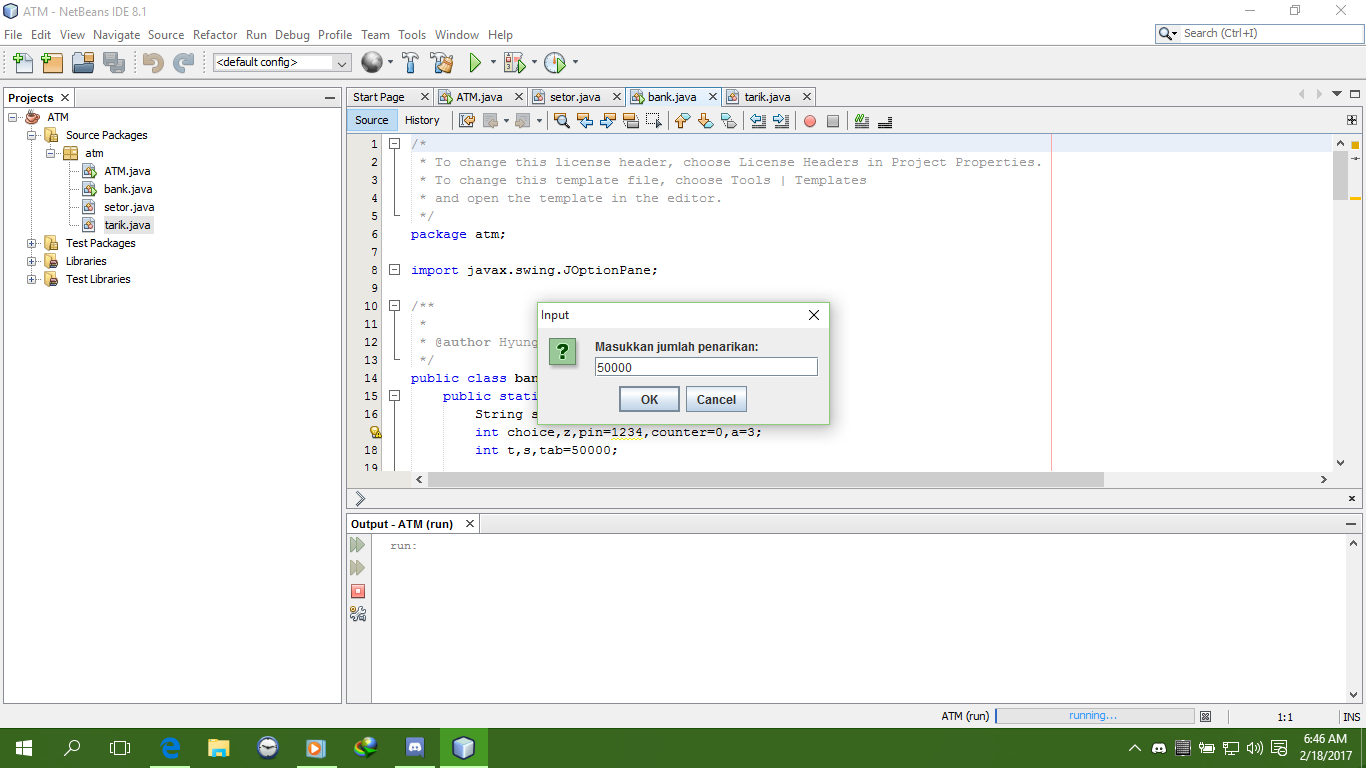 ATM - NetBeans IDE 8.1
File Edit View Navigate Source Refactor Run Debug Profile Team Tools Window Help
Search (Ctrl+I)
<default config>
Projects
ATM
Source Packages
atm
ATM.java
bank.java
setor.java
tarik.java
Test Packages
Libraries
Test Libraries
Start Page ATM.java setor.java bank.java tarik.java
Source History
1 /*
2 * To change this license header, choose License Headers in Project Properties.
3 * To change this template file, choose Tools | Templates
4 * and open the template in the editor.
5 */
6 package atm;
7
8 import javax.swing.JOptionPane;
9
10 /**
11 *
12 * @author Hyung
13 */
14 public class ban
15 public stati
16 String s
int choice,z,pin=1234,counter=0,a=3;
18 int t,s,tab=50000;
19
Input
Masukkan jumlah penarikan:
50000
OK Cancel
Output - ATM (run)
run:
ATM (run) running... 1:1 INS
6:46 AM
2/18/2017